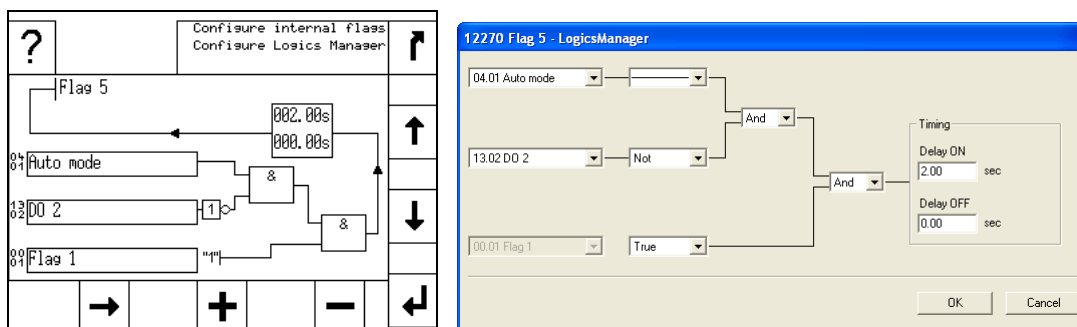 ?
Configure internal flags
Configure Logics Manager
Flag 5
002.00s
000.00s
04
01 Auto mode
&
13
02 DO 2
1
&
00
01 Flag 1
"1"
+
−
12270 Flag 5 - LogicsManager
04.01 Auto mode
And
Timing
Delay ON
13.02 DO 2 Not
2.00 sec
And
Delay OFF
0.00 sec
00.01 Flag 1 True
OK Cancel